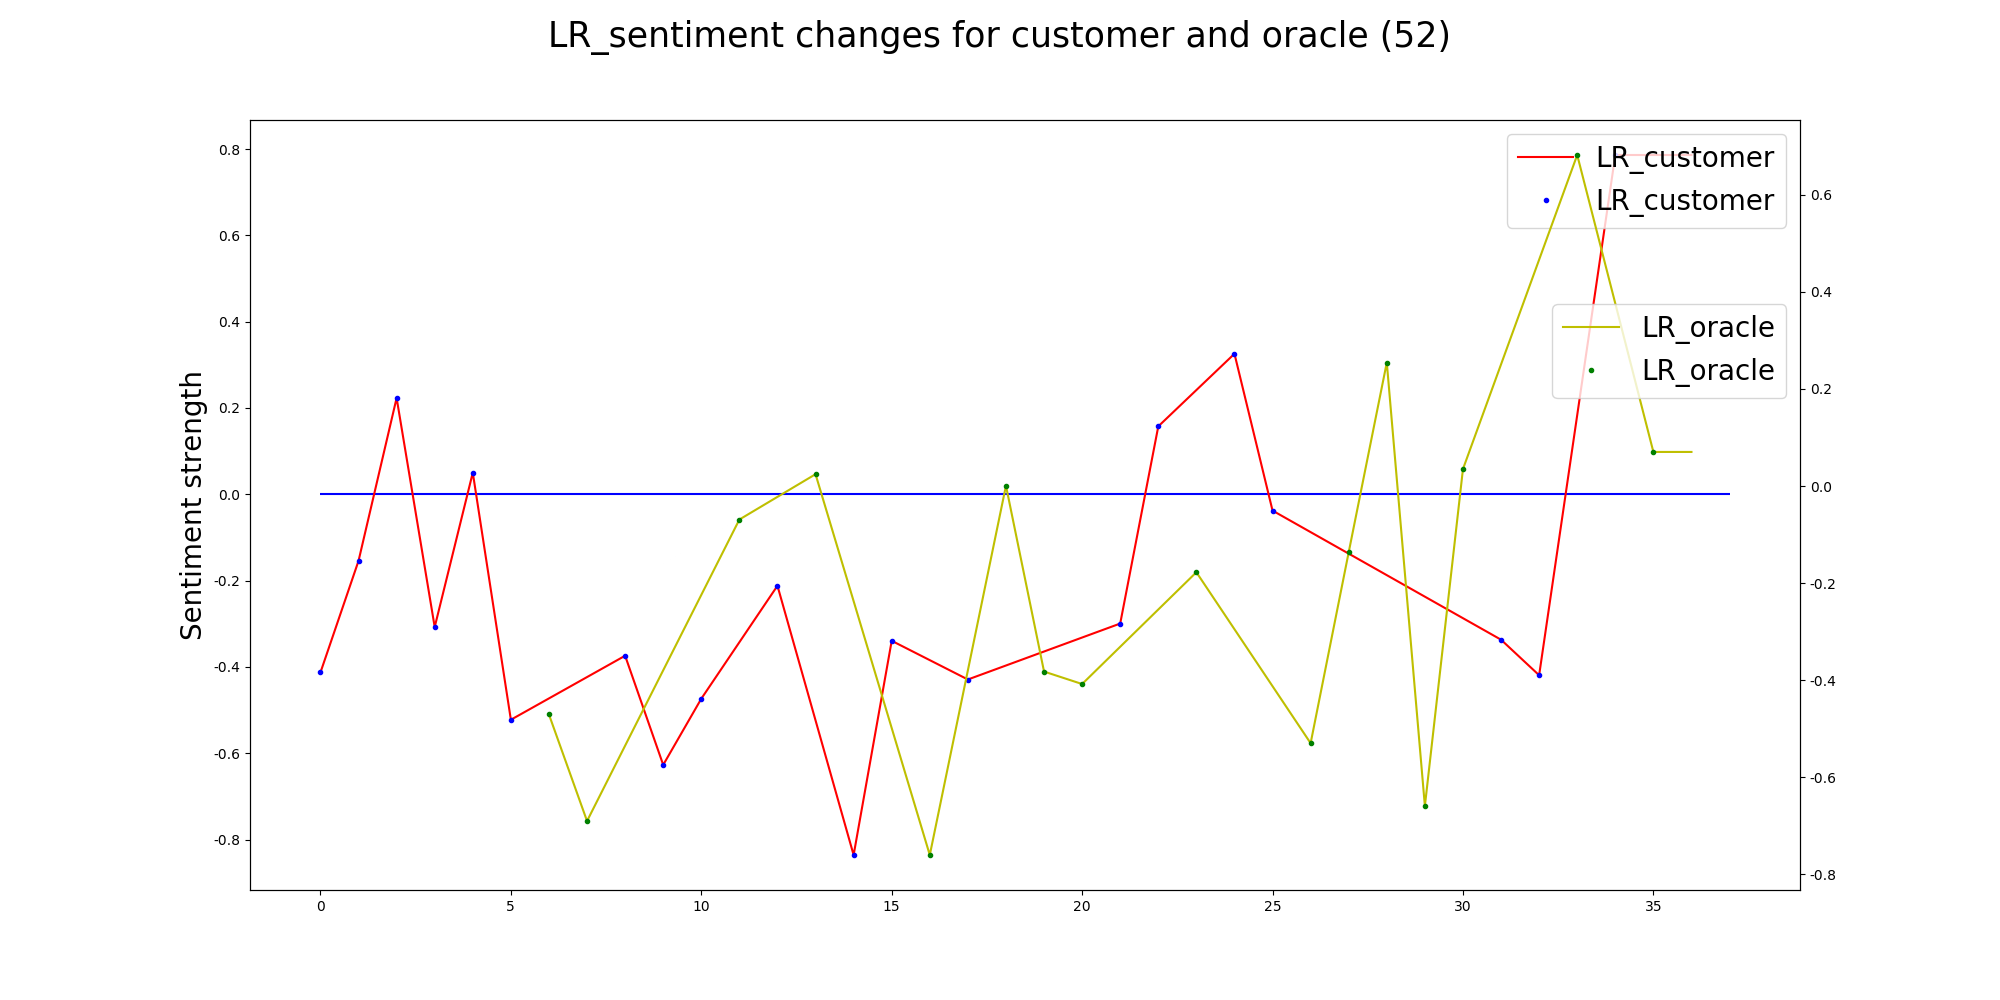 LR_sentiment changes for customer and oracle (52)
Sentiment strength
0.8
0.6
0.4
0.2
0.0
-0.2
-0.4
-0.6
-0.8
LR_customer
LR_customer
LR_oracle
LR_oracle
0.6
0.4
0.2
0.0
-0.2
-0.4
-0.6
-0.8
0 5 10 15 20 25 30 35